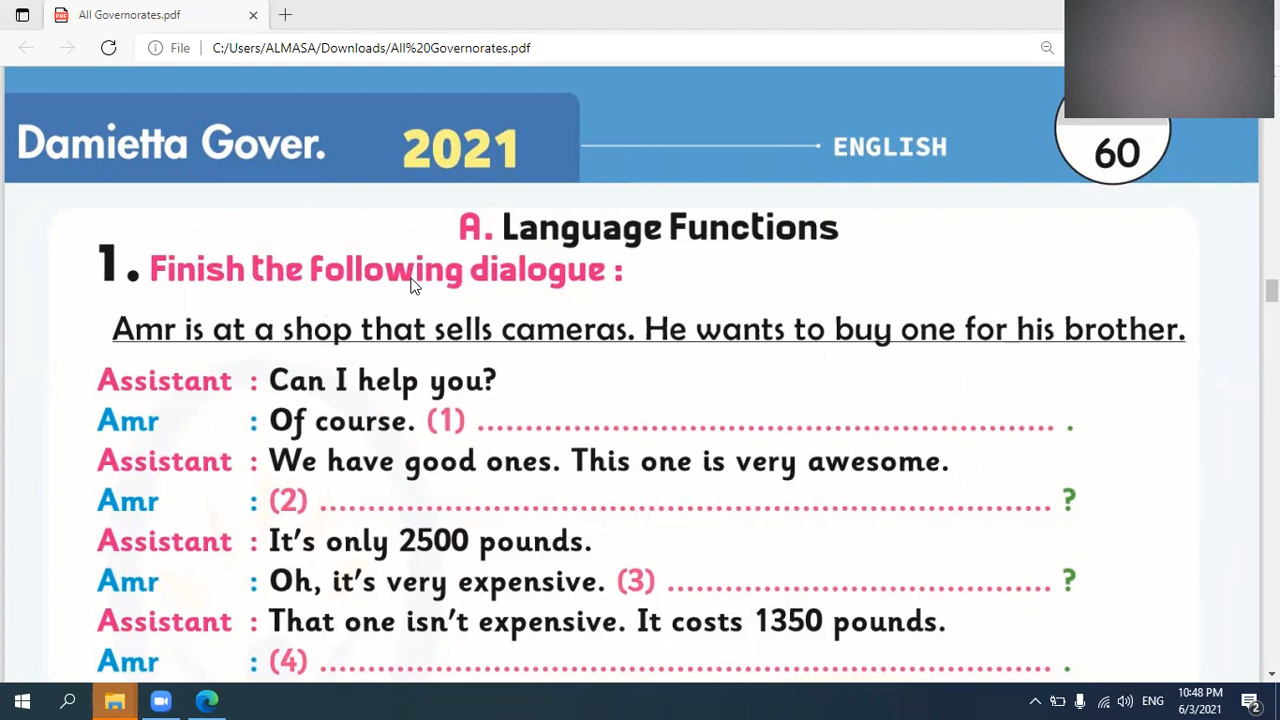 All Governorates.pdf
File C:/Users/ALMASA/Downloads/All%20Governorates.pdf
Damietta Gover. 2021 ENGLISH 60
A. Language Functions
1. Finish the following dialogue :
Amr is at a shop that sells cameras. He wants to buy one for his brother.
Assistant : Can I help you?
Amr : Of course. (1) ............................................................ .
Assistant : We have good ones. This one is very awesome.
Amr : (2) ............................................................ ?
Assistant : It's only 2500 pounds.
Amr : Oh, it's very expensive. (3) ........................................ ?
Assistant : That one isn't expensive. It costs 1350 pounds.
Amr : (4) ............................................................ .
ENG 10:48 PM
6/3/2021 2